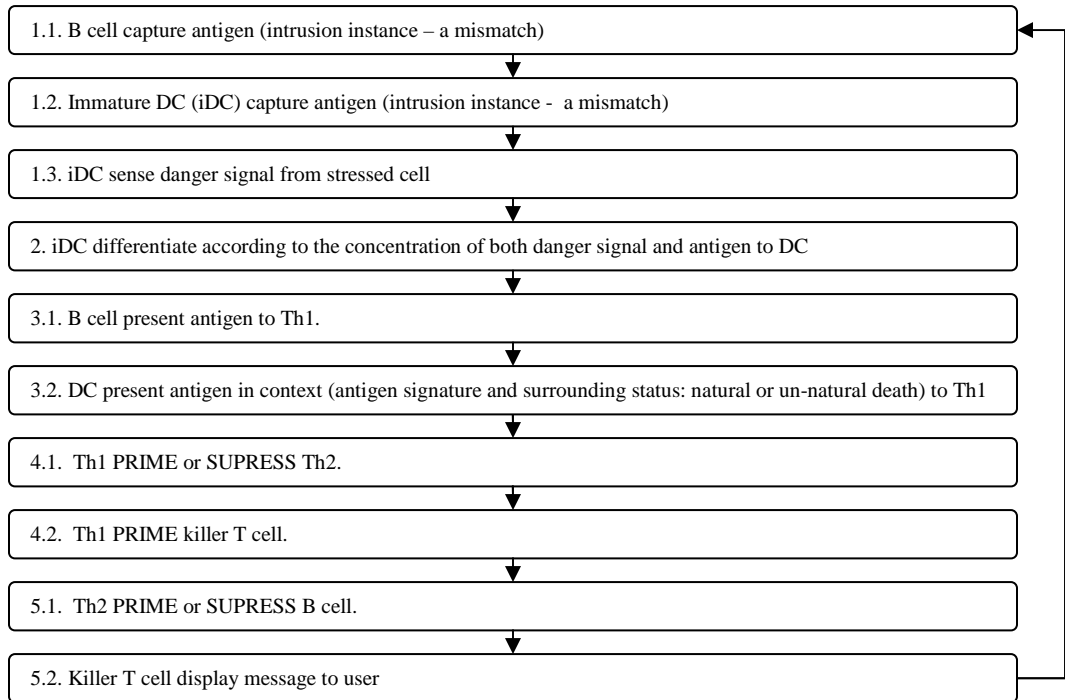 1.1. B cell capture antigen (intrusion instance – a mismatch)
1.2. Immature DC (iDC) capture antigen (intrusion instance - a mismatch)
1.3. iDC sense danger signal from stressed cell
2. iDC differentiate according to the concentration of both danger signal and antigen to DC
3.1. B cell present antigen to Th1.
3.2. DC present antigen in context (antigen signature and surrounding status: natural or un-natural death) to Th1
4.1. Th1 PRIME or SUPRESS Th2.
4.2. Th1 PRIME killer T cell.
5.1. Th2 PRIME or SUPRESS B cell.
5.2. Killer T cell display message to user